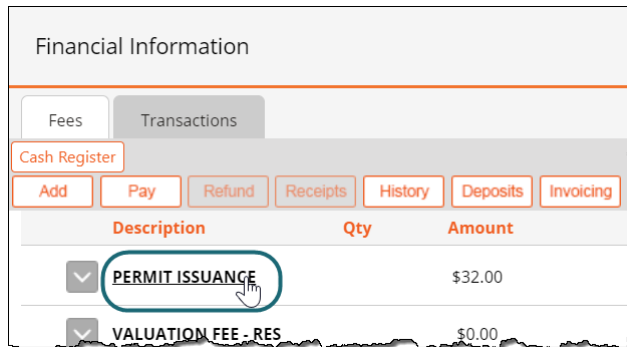 Financial Information
Fees Transactions
Cash Register
Add Pay Refund Receipts History Deposits Invoicing
Description Qty Amount
PERMIT ISSUANCE $32.00
VALUATION FEE - RES $0.00